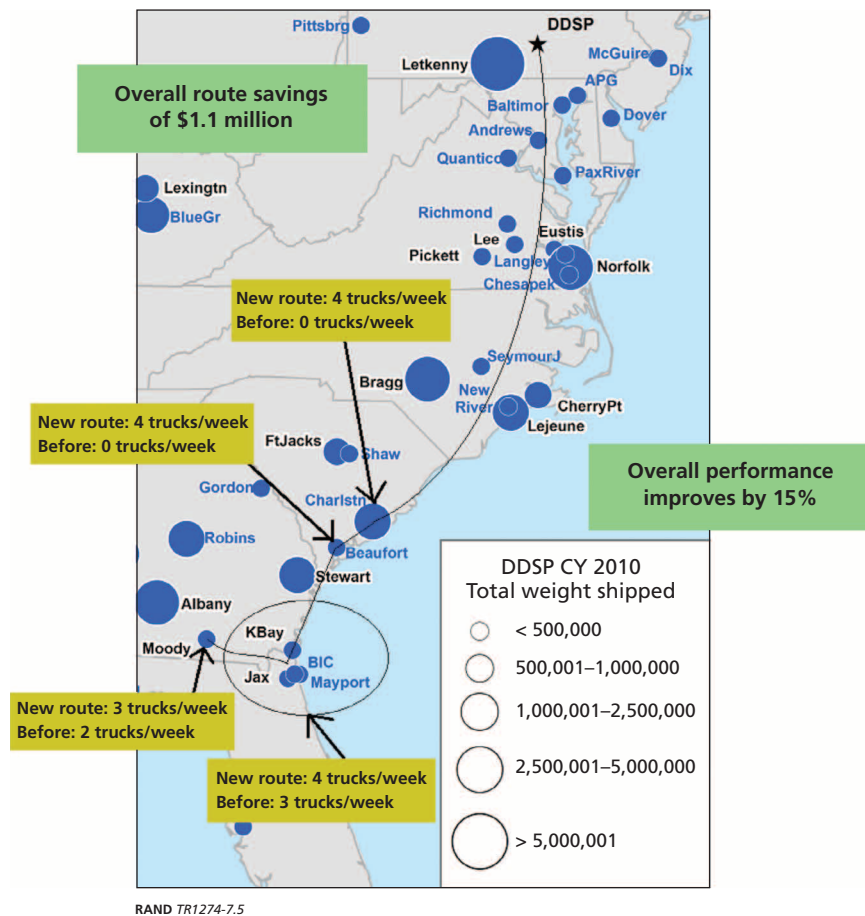 Pittsbrg
DDSP
McGuire
Letkenny
Dix
APG
Overall route savings
of $1.1 million
Baltimor
Dover
Andrews
Quantico
PaxRiver
Lexingtn
BlueGr
Richmond
Eustis
Lee
Pickett
Langley
Norfolk
Chesapek
New route: 4 trucks/week
Before: 0 trucks/week
SeymourJ
Bragg
New
River
CherryPt
Lejeune
New route: 4 trucks/week
Before: 0 trucks/week
FtJacks
Shaw
Overall performance
improves by 15%
Gordon
Charlstn
Robins
Beaufort
Stewart
Albany
KBay
Moody
BIC
Jax
Mayport
New route: 3 trucks/week
Before: 2 trucks/week
New route: 4 trucks/week
Before: 3 trucks/week
DDSP CY 2010
Total weight shipped
< 500,000
500,001–1,000,000
1,000,001–2,500,000
2,500,001–5,000,000
> 5,000,001
RAND TR1274-7.5